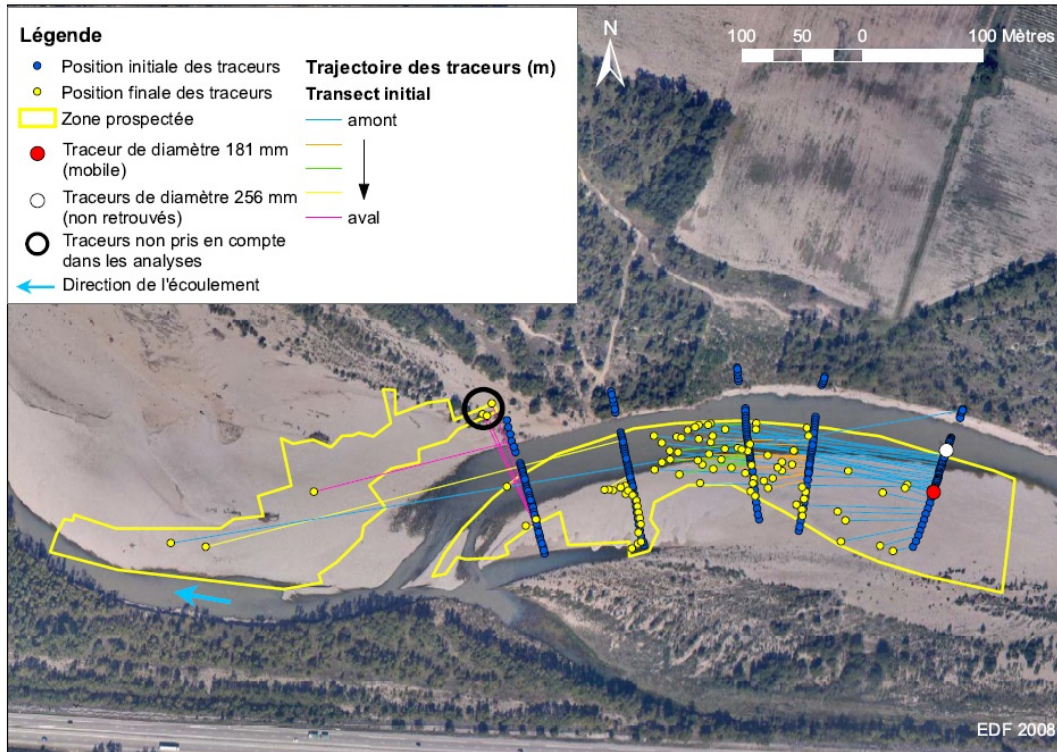 Légende
Position initiale des traceurs
Position finale des traceurs
Zone prospectée
Traceur de diamètre 181 mm
(mobile)
Traceurs de diamètre 256 mm
(non retrouvés)
Traceurs non pris en compte
dans les analyses
Direction de l'écoulement
Trajectoire des traceurs (m)
Transect initial
amont
aval
N
100 50 0 100 Mètres
EDF 2008